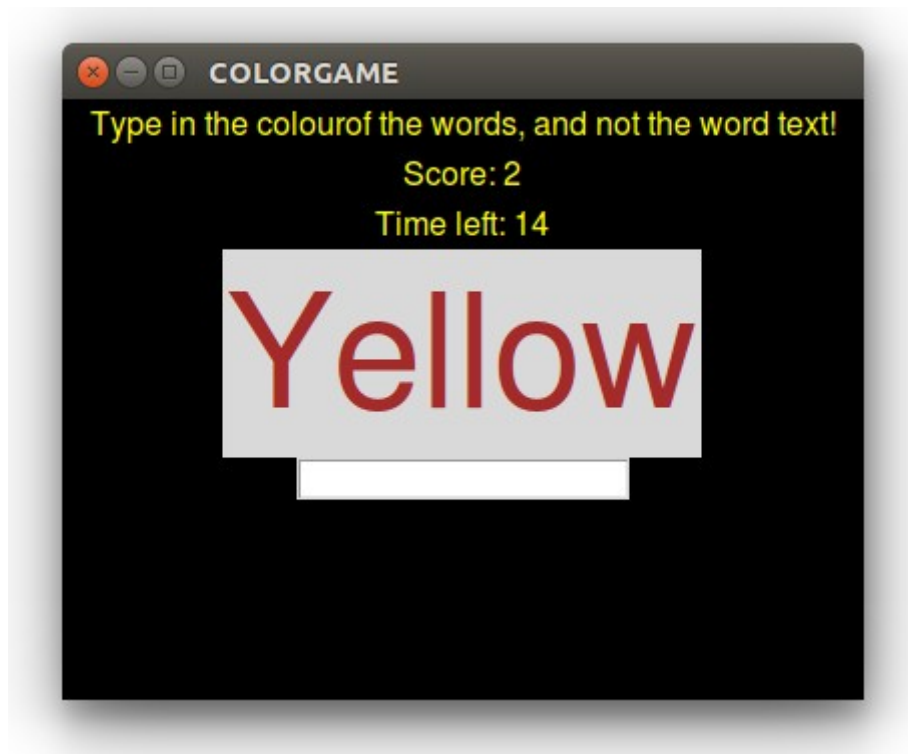 COLORGAME
Type in the colourof the words, and not the word text!
Score: 2
Time left: 14
Yellow